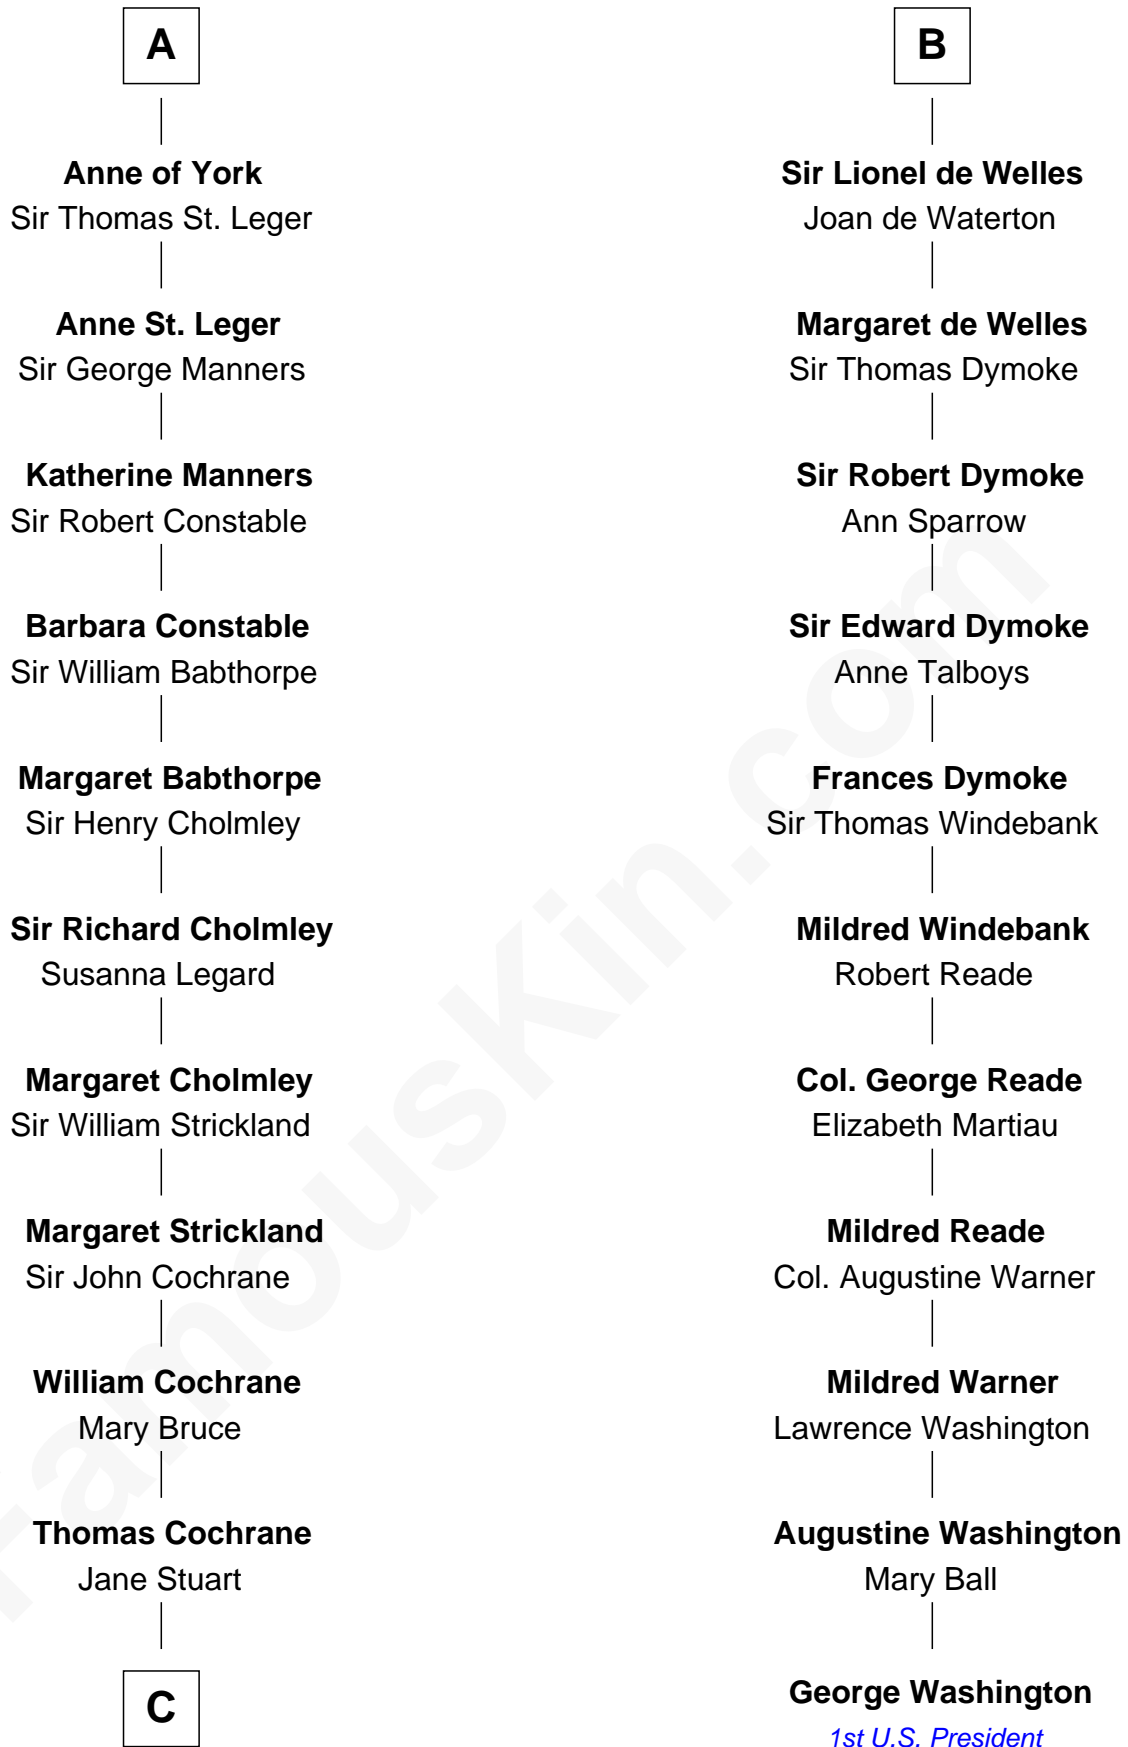 A
Anne of York
Sir Thomas St. Leger
Anne St. Leger
Sir George Manners
Katherine Manners
Sir Robert Constable
Barbara Constable
Sir William Babthorpe
Margaret Babthorpe
Sir Henry Cholmley
Sir Richard Cholmley
Susanna Legard
Margaret Cholmley
Sir William Strickland
Margaret Strickland
Sir John Cochrane
William Cochrane
Mary Bruce
Thomas Cochrane
Jane Stuart
C
B
Sir Lionel de Welles
Joan de Waterton
Margaret de Welles
Sir Thomas Dymoke
Sir Robert Dymoke
Ann Sparrow
Sir Edward Dymoke
Anne Talboys
Frances Dymoke
Sir Thomas Windebank
Mildred Windebank
Robert Reade
Col. George Reade
Elizabeth Martiau
Mildred Reade
Col. Augustine Warner
Mildred Warner
Lawrence Washington
Augustine Washington
Mary Ball
George Washington
1st U.S. President
FamousKin.com